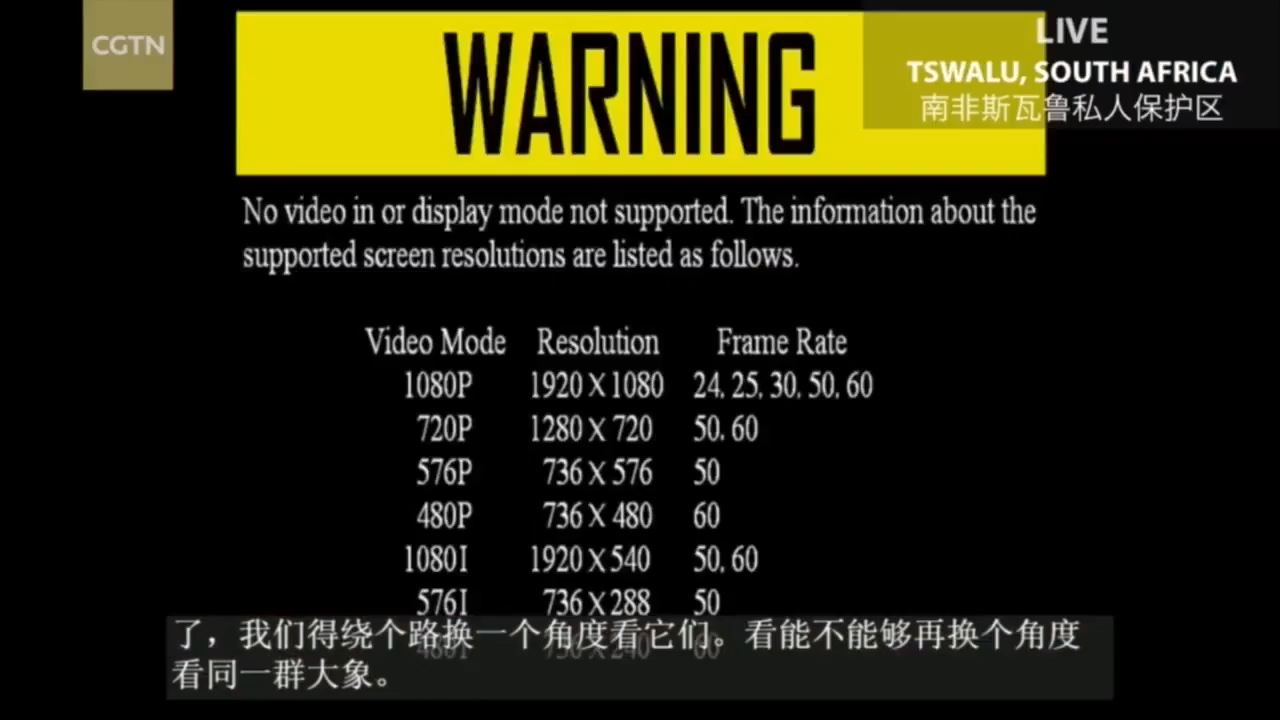 CGTN
WARNING
LIVE
TSWALU, SOUTH AFRICA
南非斯瓦鲁私人保护区
No video in or display mode not supported. The information about the
supported screen resolutions are listed as follows.
Video Mode Resolution Frame Rate
1080P 1920 X 1080 24, 25, 30, 50, 60
720P 1280 X 720 50, 60
576P 736 X 576 50
480P 736 X 480 60
1080I 1920 X 540 50, 60
576I 736 X 288 50
480I 736 X 240 60
了，我们得绕个路换一个角度看它们。看能不能够再换个角度
看同一群大象。